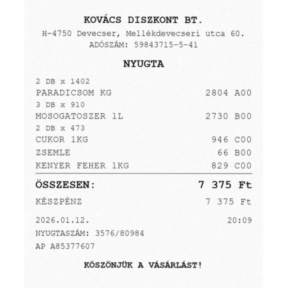 KOVÁCS DISZKONT BT.
H-4750 Devecser, Mellékdevecseri utca 60.
ADÓSZÁM: 59843715-5-41
NYUGTA
2 DB x 1402
PARADICSOM KG 2804 A00
3 DB x 910
MOSOGATOSZER 1L 2730 B00
2 DB x 473
CUKOR 1KG 946 C00
ZSEMLE 66 B00
KENYER FEHER 1KG 829 C00
ÖSSZESEN: 7 375 Ft
KÉSZPÉNZ 7 375 Ft
2026.01.12. 20:09
NYUGTASZÁM: 3576/80984
AP A85377607
KÖSZÖNJÜK A VÁSÁRLÁST!